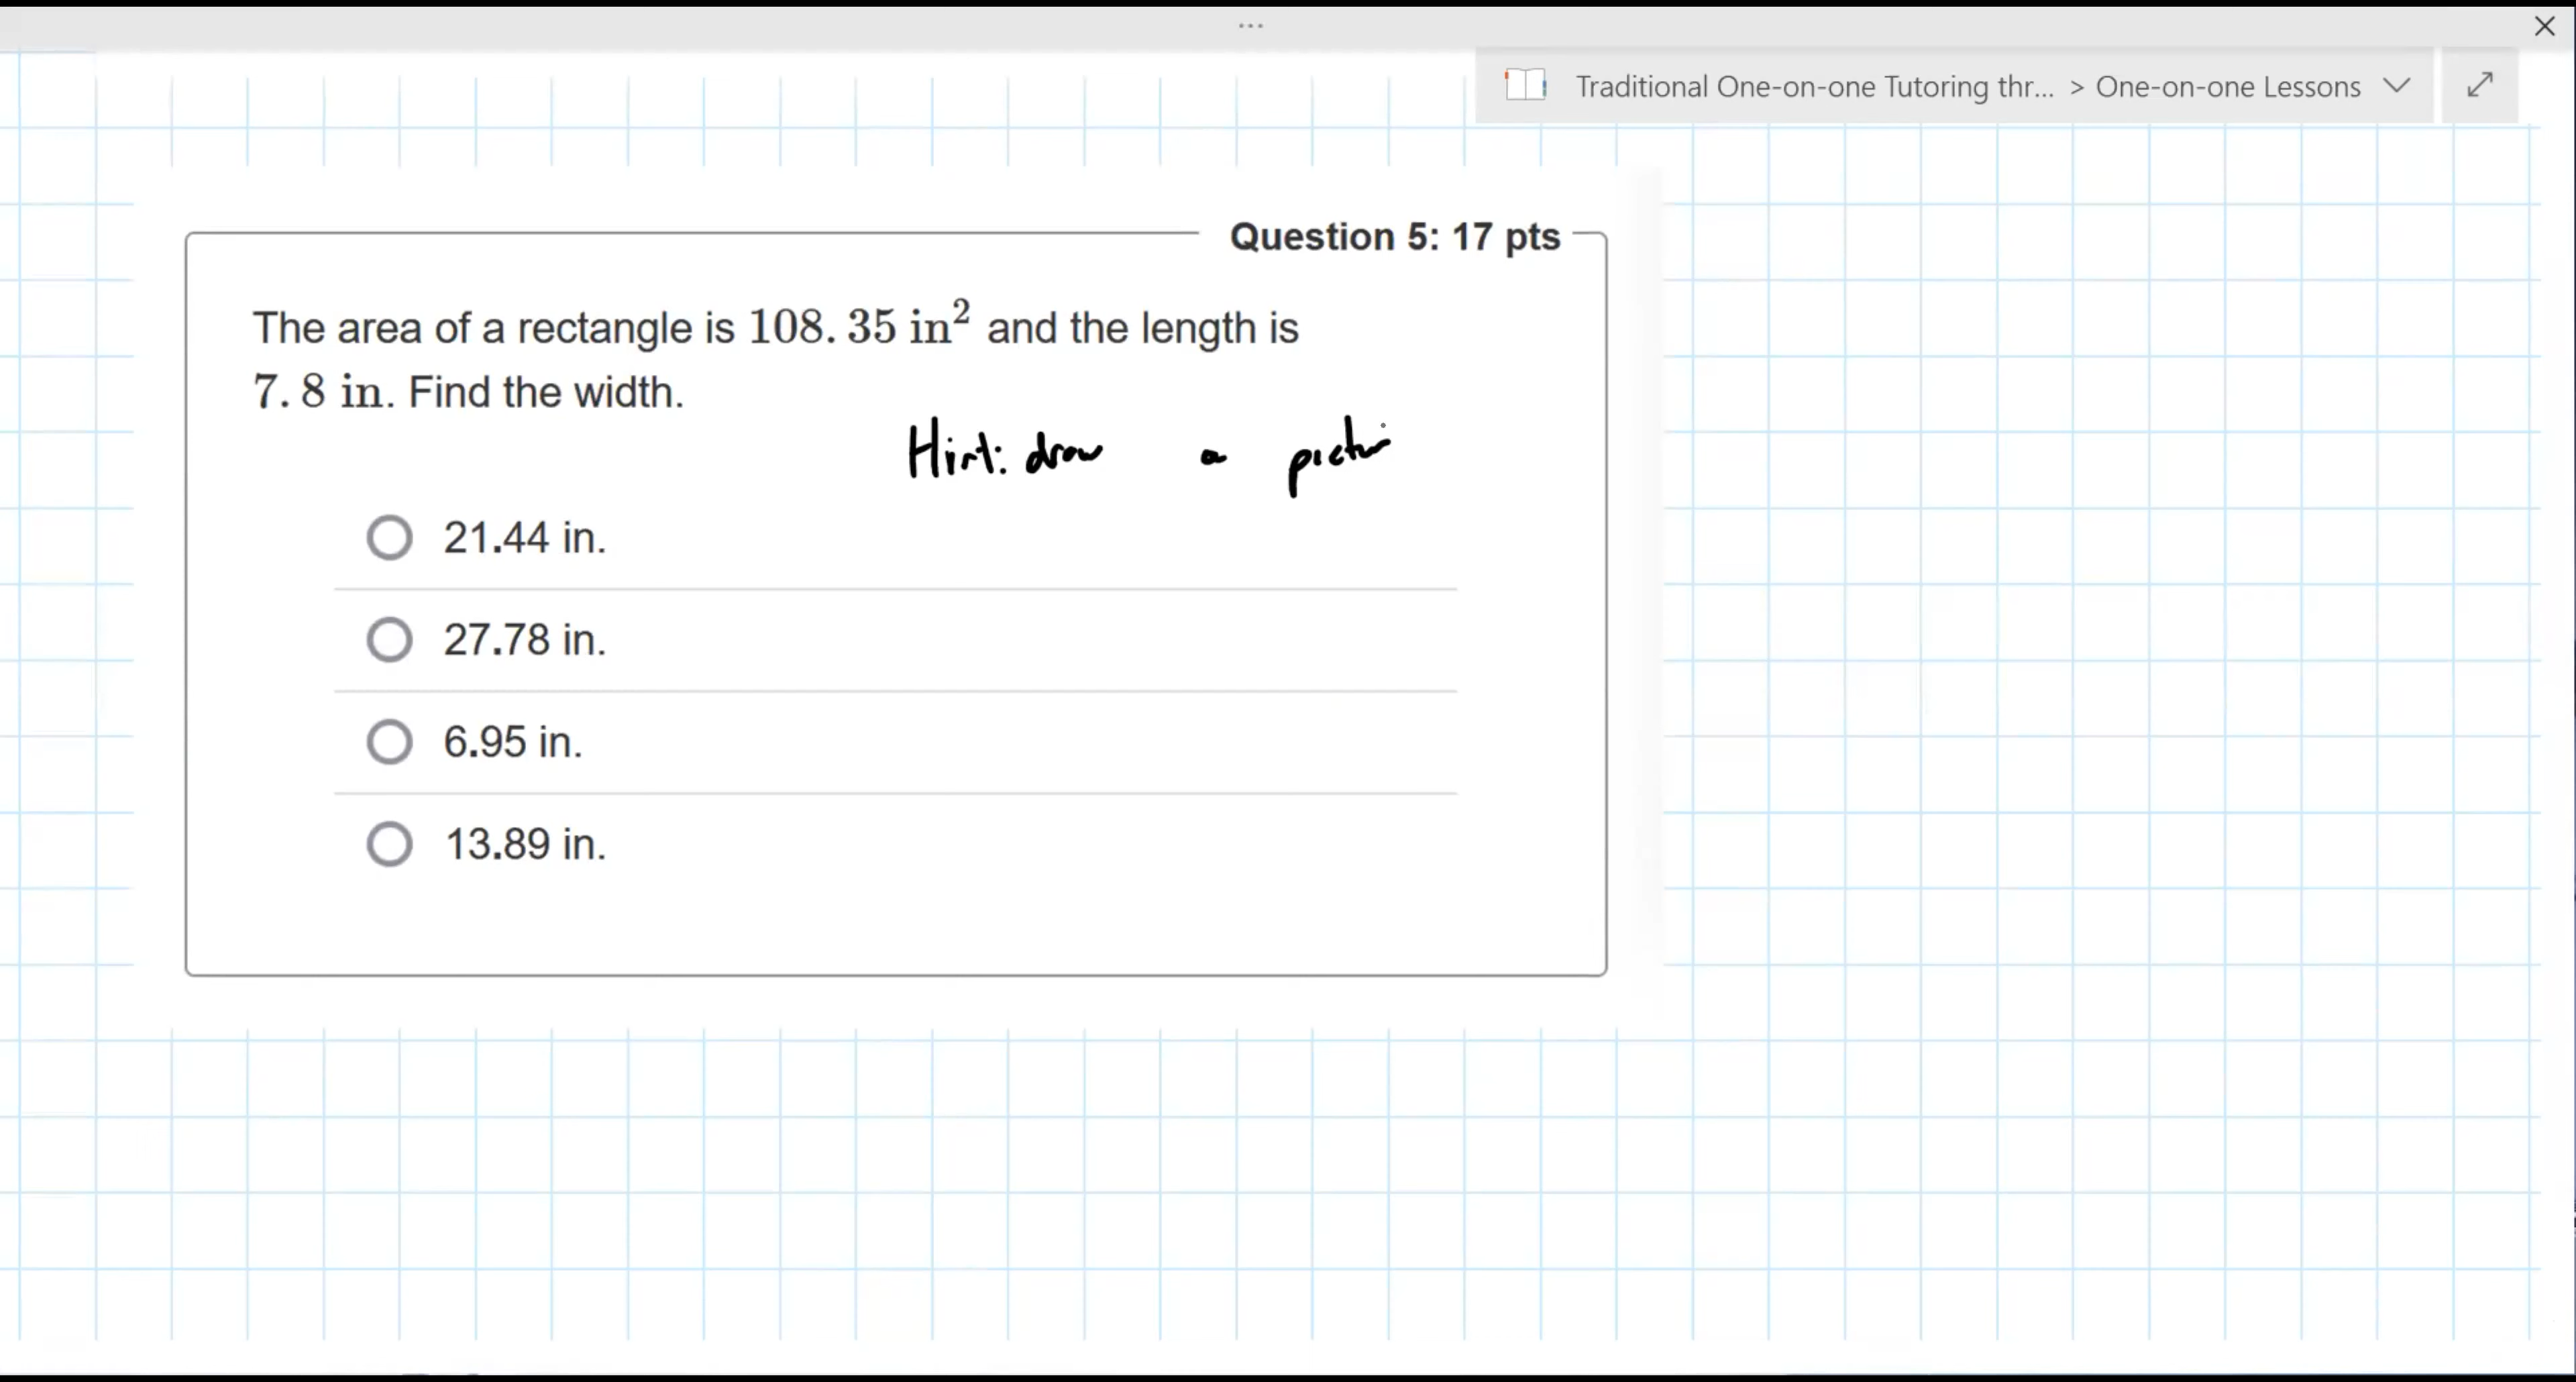 Traditional One-on-one Tutoring thr... > One-on-one Lessons
Question 5: 17 pts
The area of a rectangle is 108. 35 in² and the length is
7. 8 in. Find the width.
Hint: draw a pictu
21.44 in.
27.78 in.
6.95 in.
13.89 in.